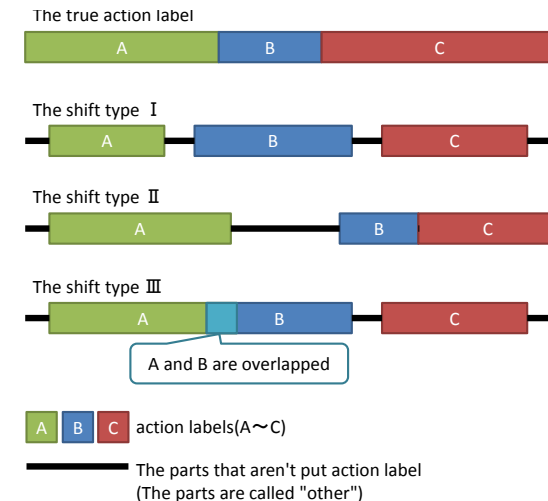 The true action label
A B C
The shift type Ⅰ
A B C
The shift type Ⅱ
A B C
The shift type Ⅲ
A B C
A and B are overlapped
A B C action labels(A～C)
The parts that aren't put action label
(The parts are called "other")